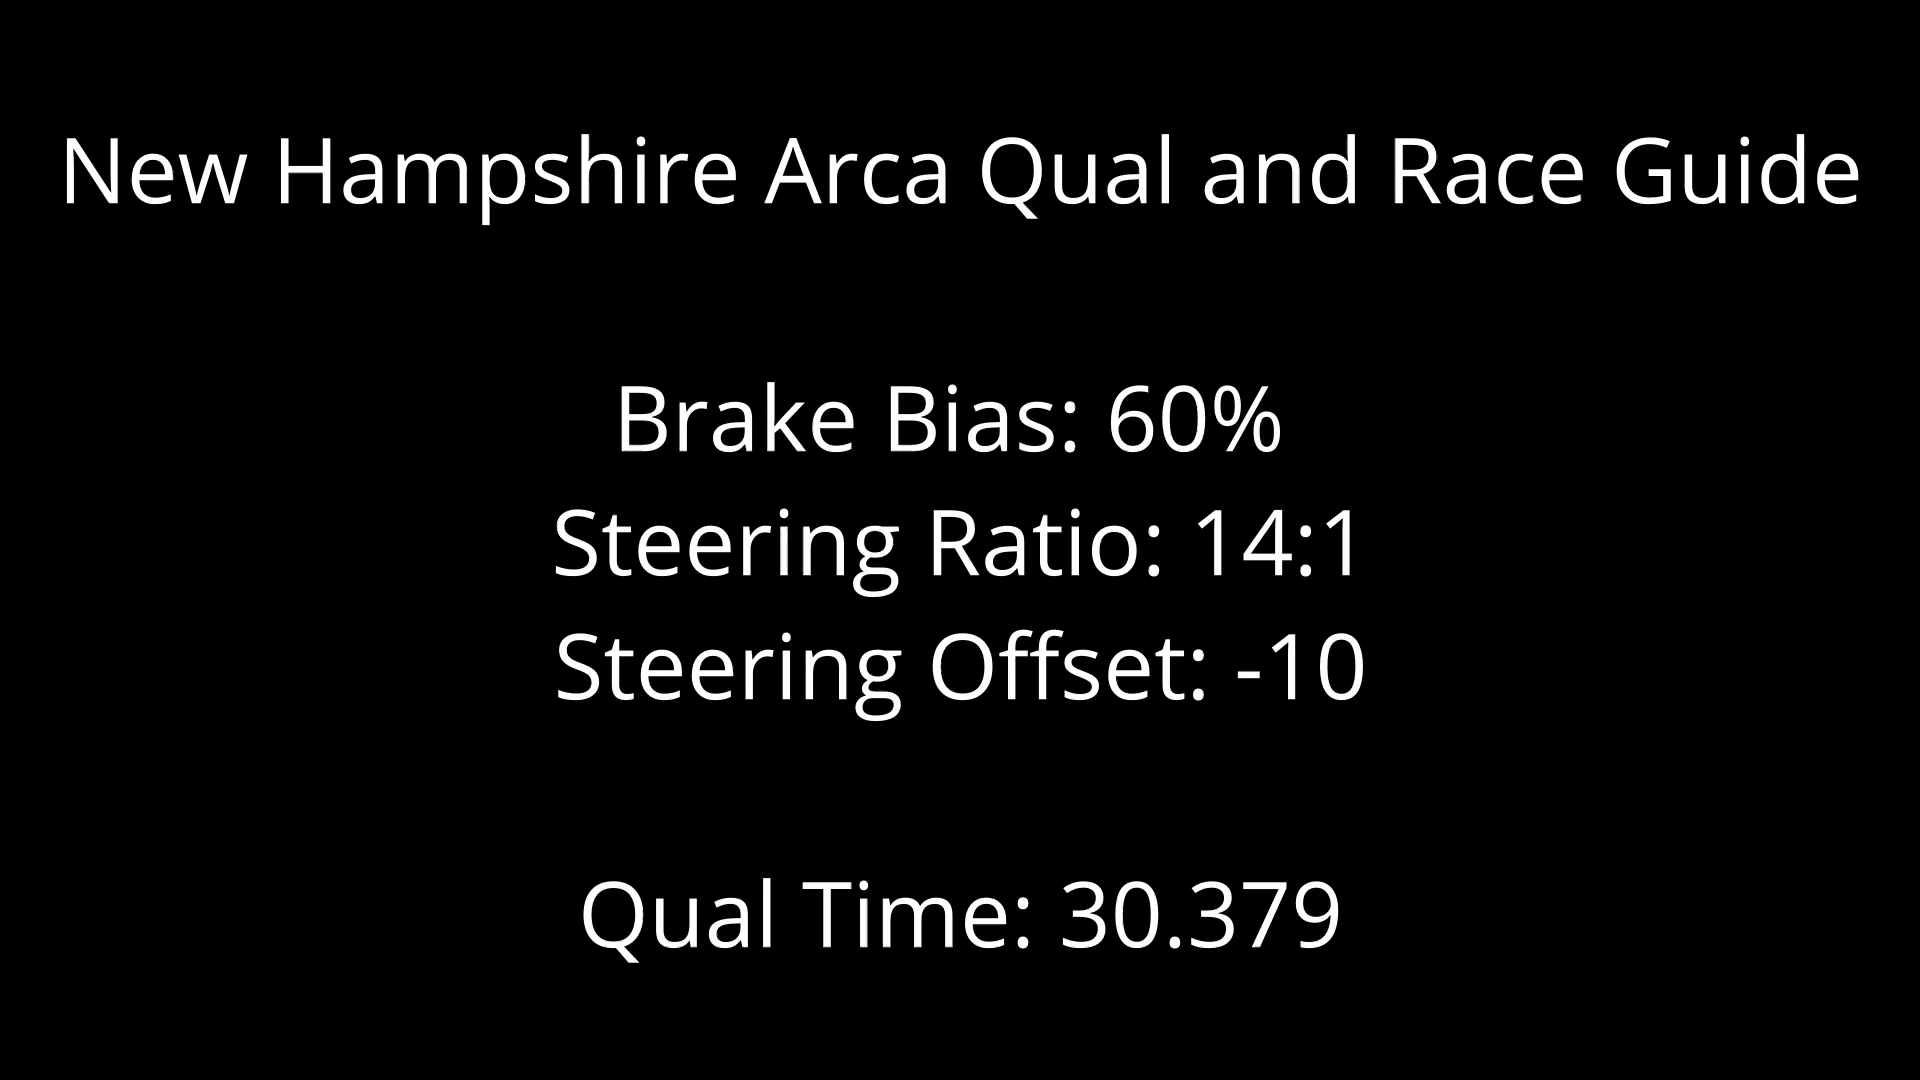 New Hampshire Arca Qual and Race Guide
Brake Bias: 60%
Steering Ratio: 14:1
Steering Offset: -10
Qual Time: 30.379